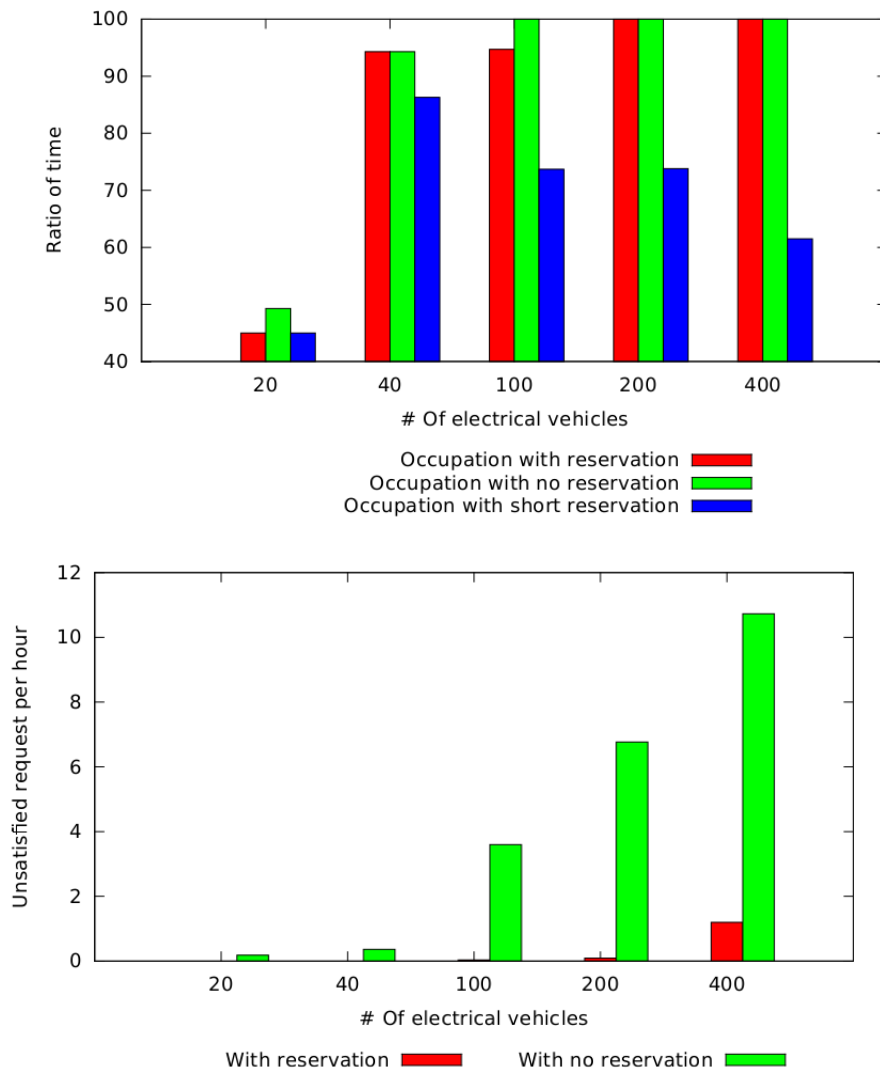 100
90
80
70
60
50
40
Ratio of time
20 40 100 200 400
# Of electrical vehicles
Occupation with reservation
Occupation with no reservation
Occupation with short reservation
12
10
8
6
4
2
0
Unsatisfied request per hour
20 40 100 200 400
# Of electrical vehicles
With reservation With no reservation